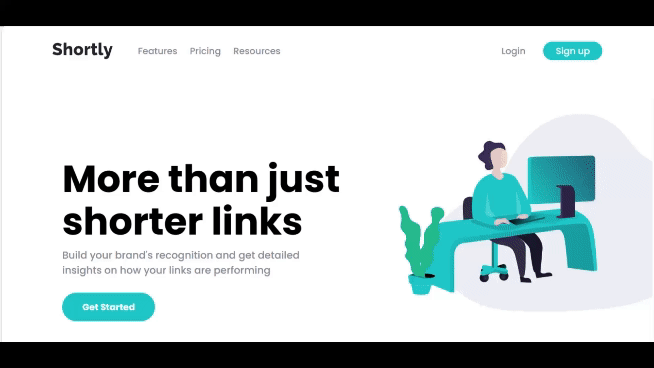 Shortly Features Pricing Resources Login Sign up
More than just
shorter links
Build your brand's recognition and get detailed
insights on how your links are performing
Get Started